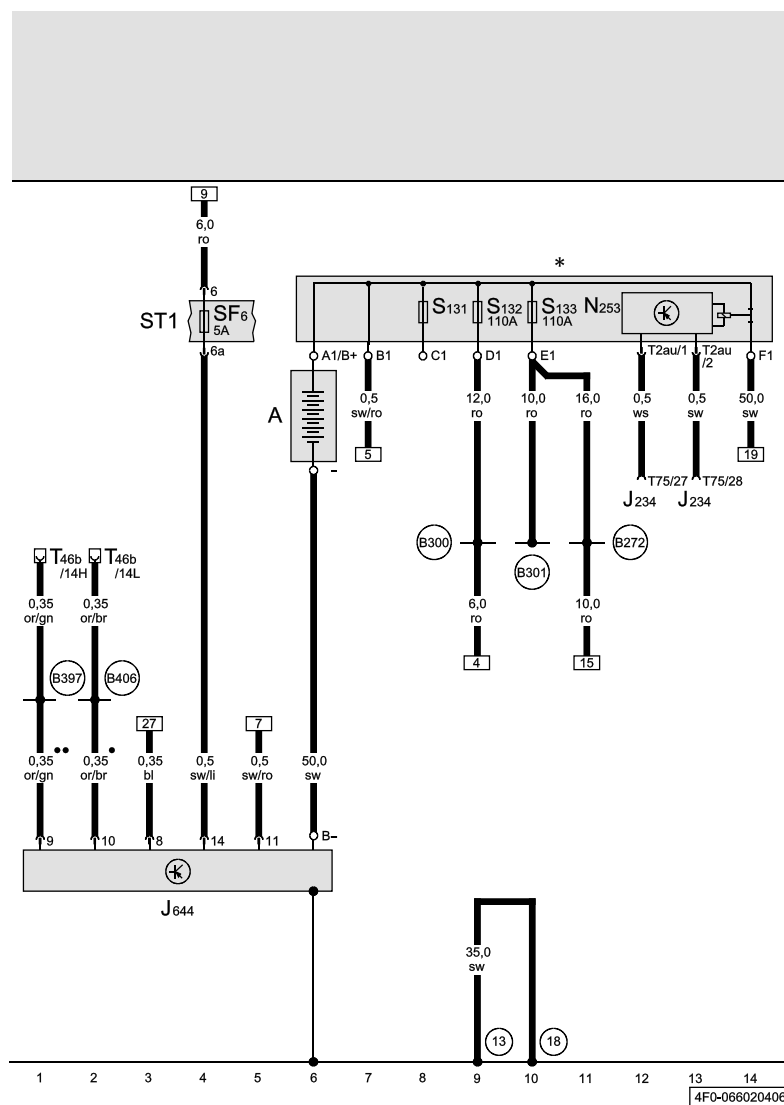 9
6,0
ro
*
6
ST1 SF6
5A
6a
S131 S132 S133 N253
110A 110A
A1/B+ B1 C1 D1 E1 T2au/1 T2au/2 F1
A
0,5 12,0 10,0 16,0 0,5 0,5 50,0
sw/ro ro ro ro ws sw sw
5 19
- T75/27 T75/28
J234 J234
B300 B301 B272
T46b/14H T46b/14L
6,0 10,0
ro ro
0,35 0,35
or/gn or/br
4 15
B397 B406
27 7
0,35 0,35 0,35 0,5 0,5 50,0
or/gn or/br bl sw/li sw/ro sw
9 10 8 14 11 B-
J644
35,0
sw
13 18
1 2 3 4 5 6 7 8 9 10 11 12 13 14
4F0-066020406